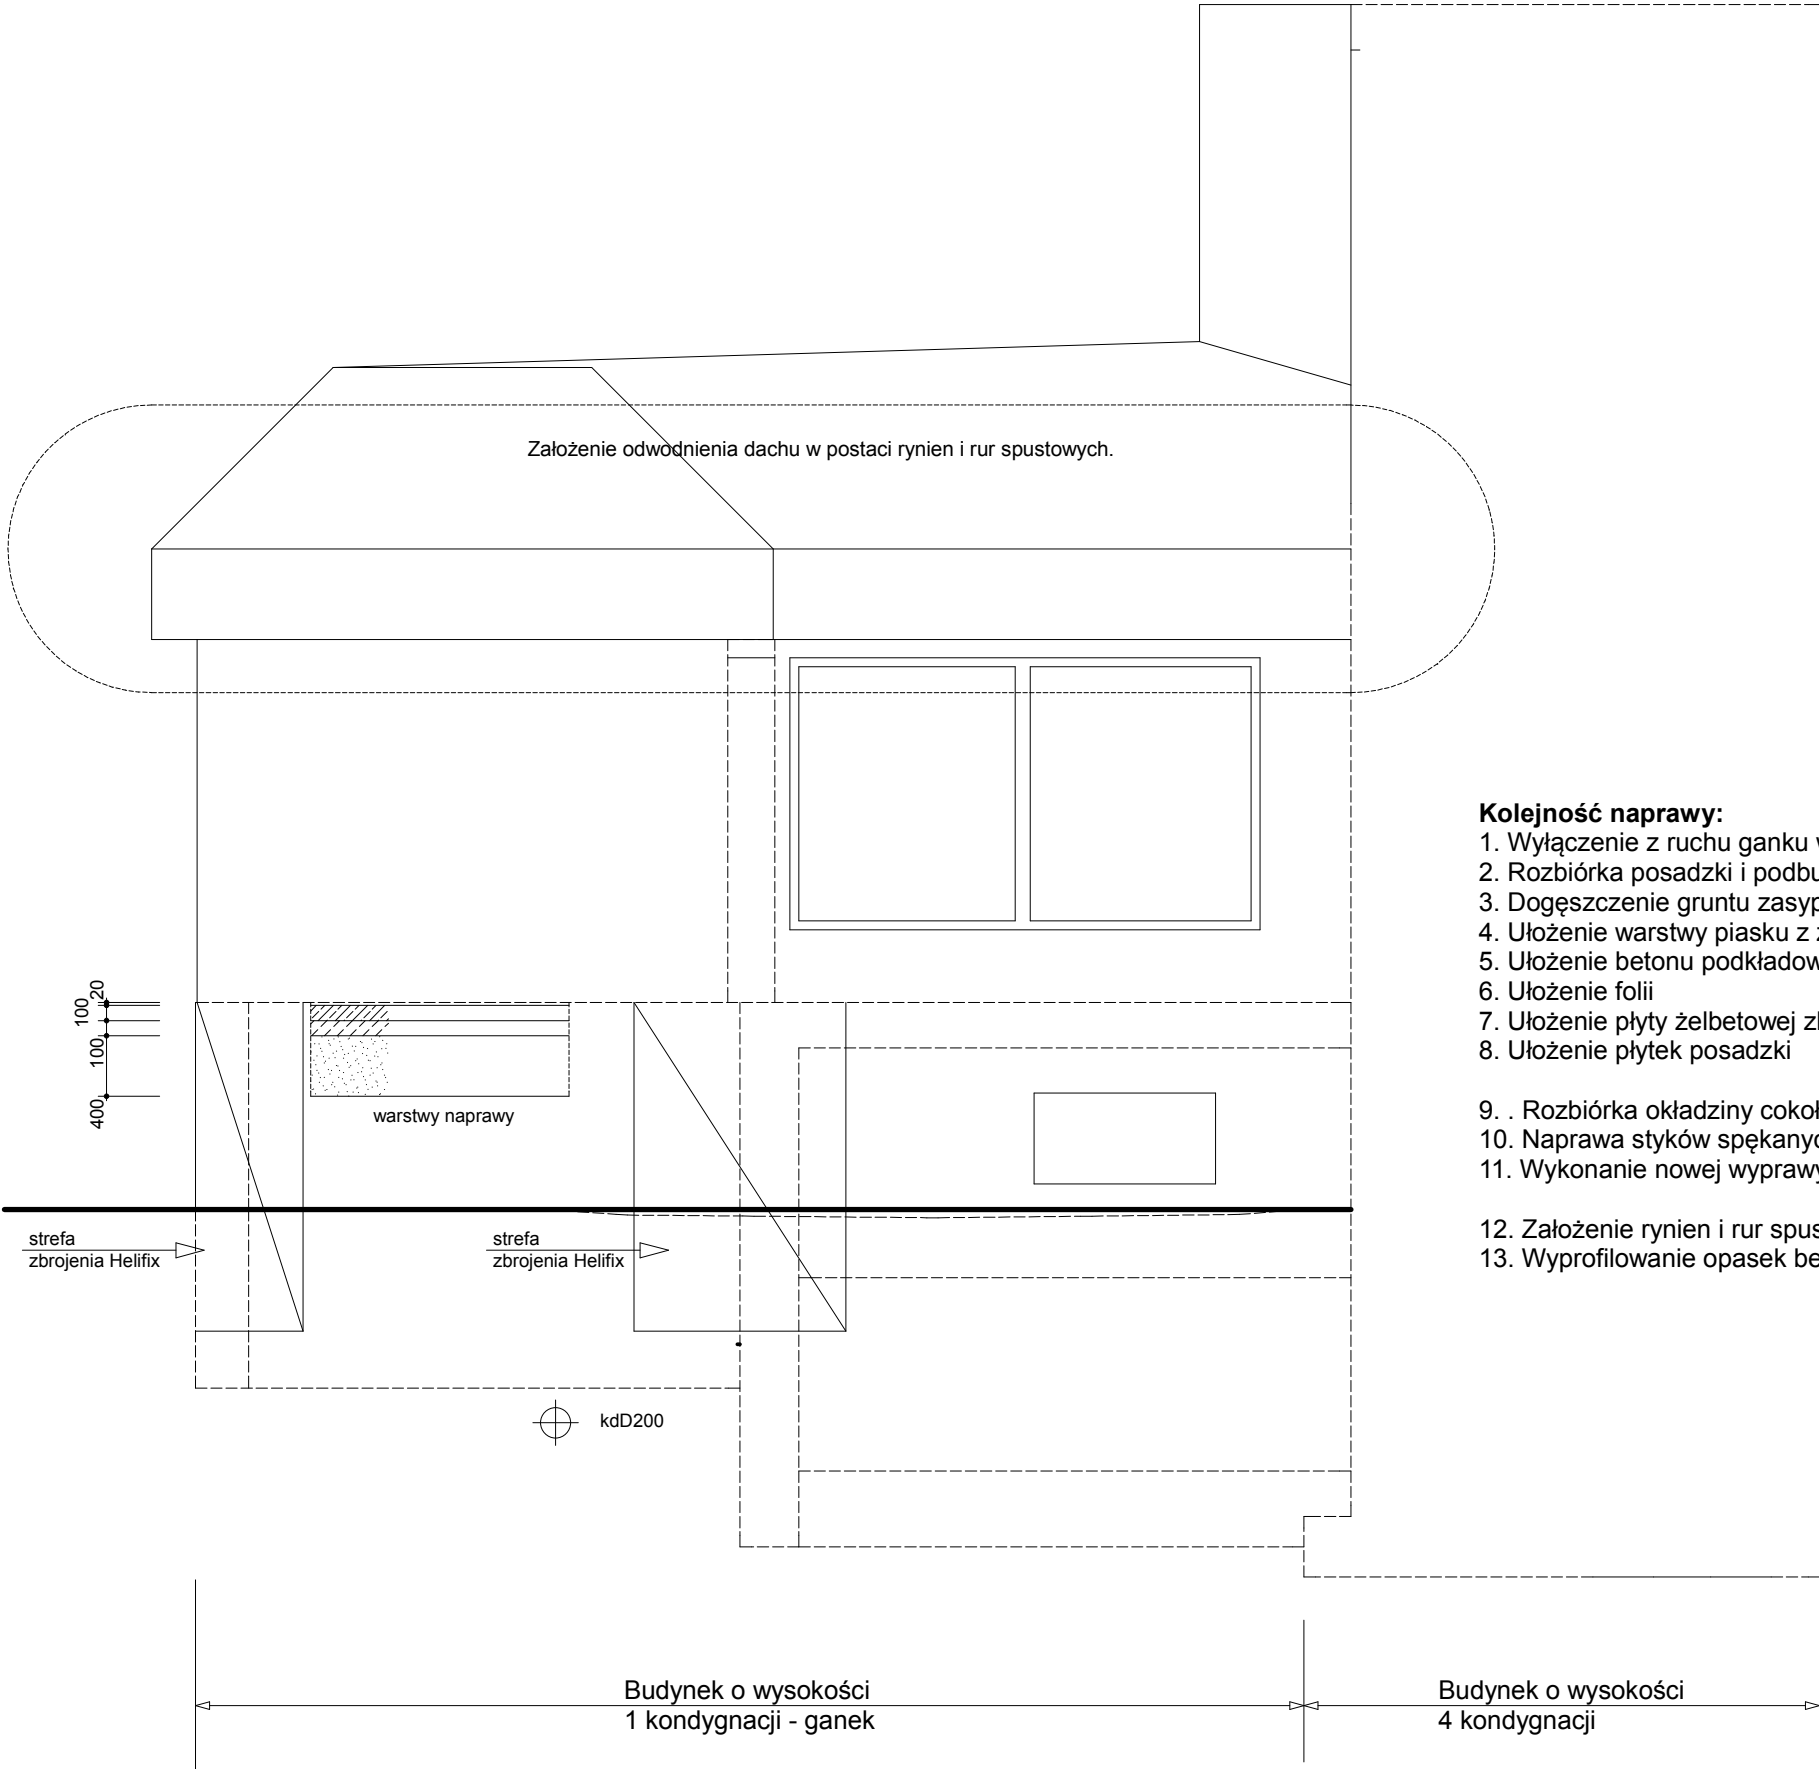 Założenie odwodnienia dachu w postaci rynien i rur spustowych.
Kolejność naprawy:
1. Wyłączenie z ruchu ganku
2. Rozbiórka posadzki i podbu
3. Dogęszczenie gruntu zasyp
4. Ułożenie warstwy piasku z
5. Ułożenie betonu podkładow
6. Ułożenie folii
7. Ułożenie płyty żelbetowej
8. Ułożenie płytek posadzki
9. . Rozbiórka okładziny coko
10. Naprawa styków spękany
11. Wykonanie nowej wyprawy
12. Założenie rynien i rur spus
13. Wyprofilowanie opasek be
20
100
100
400
warstwy naprawy
strefa
zbrojenia Helifix
strefa
zbrojenia Helifix
kdD200
Budynek o wysokości
1 kondygnacji - ganek
Budynek o wysokości
4 kondygnacji